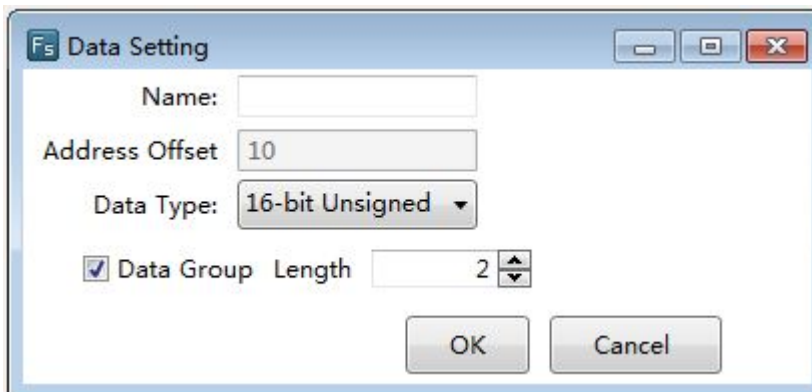 Fs Data Setting
Name:
Address Offset 10
Data Type: 16-bit Unsigned
Data Group Length 2
OK Cancel